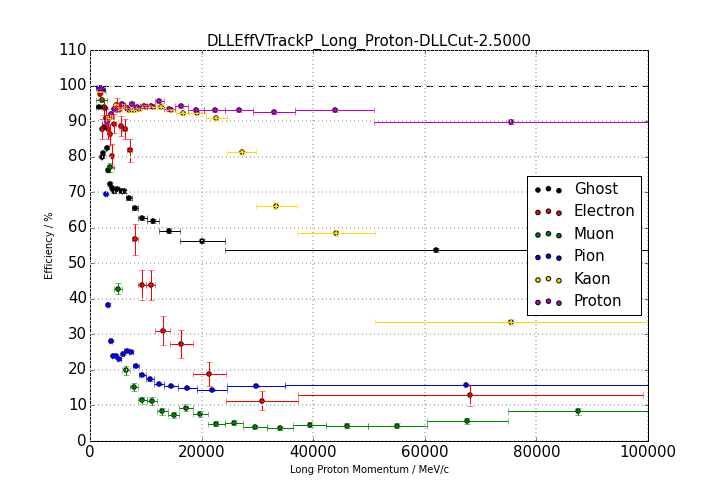 DLLEffVTrackP_Long_Proton-DLLCut-2.5000
110
100
90
80
70
60
50
40
30
20
10
0
Efficiency / %
Ghost
Electron
Muon
Pion
Kaon
Proton
0 20000 40000 60000 80000 100000
Long Proton Momentum / MeV/c